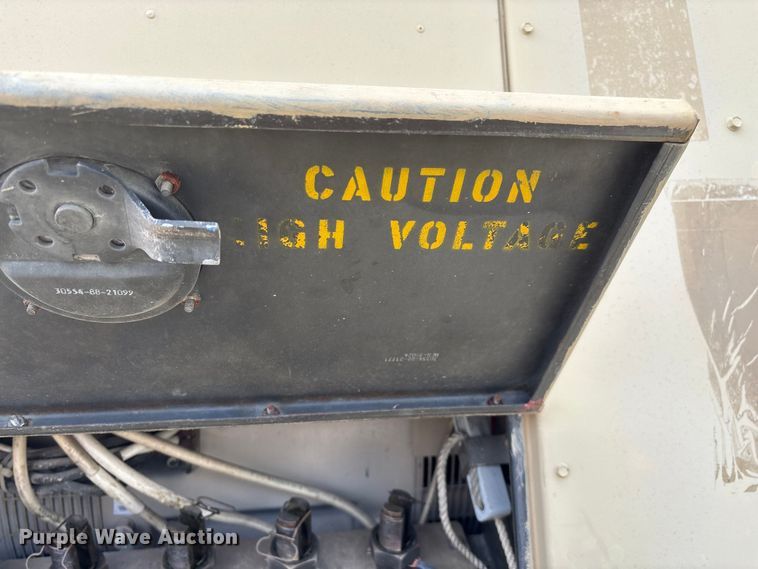 CAUTION
HIGH VOLTAGE
30554-88-21099
Purple Wave Auction